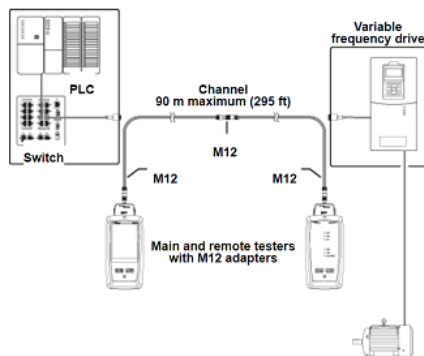 Variable
frequency drive
PLC
Channel
90 m maximum (295 ft)
M12
Switch
M12
M12
Main and remote testers
with M12 adapters